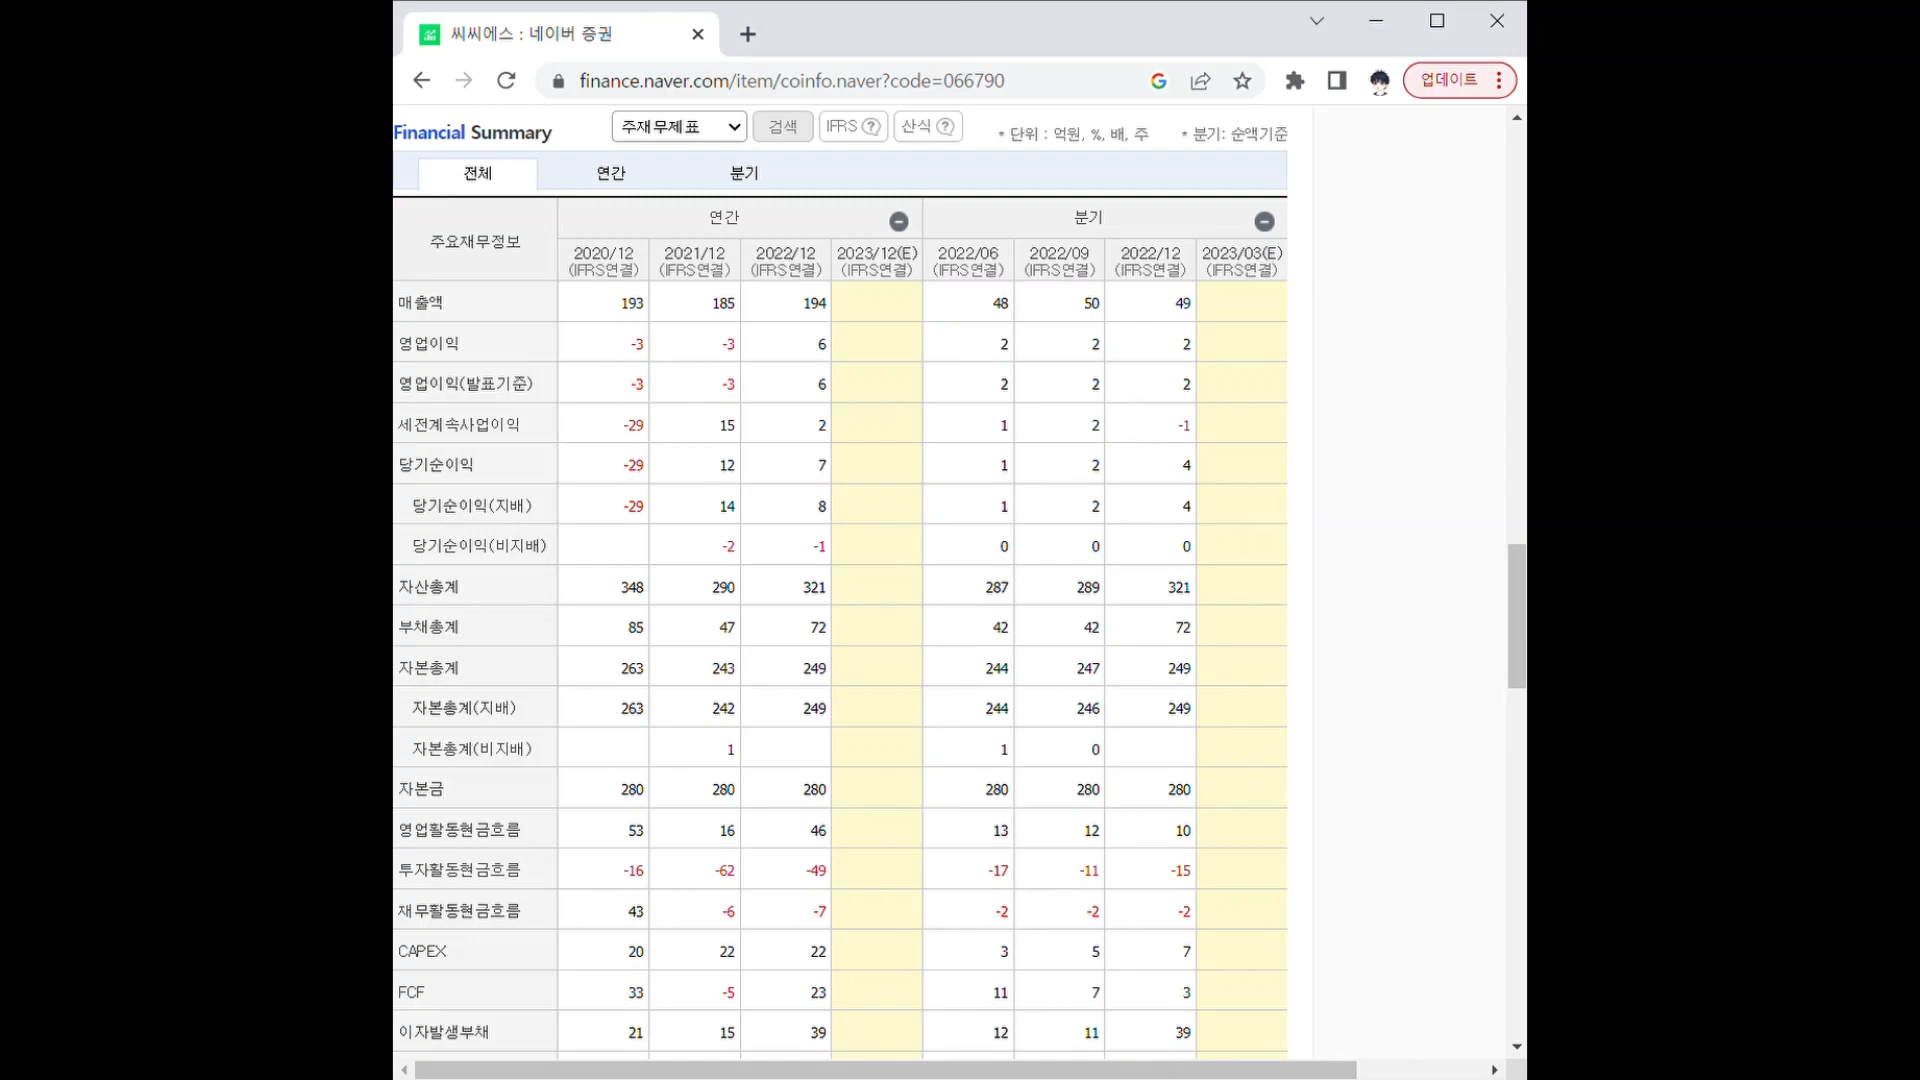 씨씨에스 : 네이버 증권
finance.naver.com/item/coinfo.naver?code=066790
업데이트
Financial Summary 주재무제표 검색 IFRS ? 산식 ? * 단위 : 억원, %, 배, 주 * 분기: 순액기준
전체 연간 분기
주요재무정보 연간 분기
2020/12 2021/12 2022/12 2023/12(E) 2022/06 2022/09 2022/12 2023/03(E)
(IFRS연결) (IFRS연결) (IFRS연결) (IFRS연결) (IFRS연결) (IFRS연결) (IFRS연결) (IFRS연결)
매출액 193 185 194 48 50 49
영업이익 -3 -3 6 2 2 2
영업이익(발표기준) -3 -3 6 2 2 2
세전계속사업이익 -29 15 2 1 2 -1
당기순이익 -29 12 7 1 2 4
당기순이익(지배) -29 14 8 1 2 4
당기순이익(비지배) -2 -1 0 0 0
자산총계 348 290 321 287 289 321
부채총계 85 47 72 42 42 72
자본총계 263 243 249 244 247 249
자본총계(지배) 263 242 249 244 246 249
자본총계(비지배) 1 1 0
자본금 280 280 280 280 280 280
영업활동현금흐름 53 16 46 13 12 10
투자활동현금흐름 -16 -62 -49 -17 -11 -15
재무활동현금흐름 43 -6 -7 -2 -2 -2
CAPEX 20 22 22 3 5 7
FCF 33 -5 23 11 7 3
이자발생부채 21 15 39 12 11 39